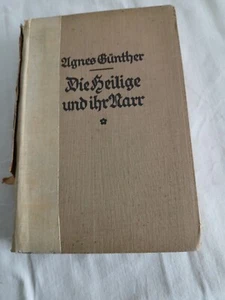 Agnes Günther
Die Heilige
und ihr Narr